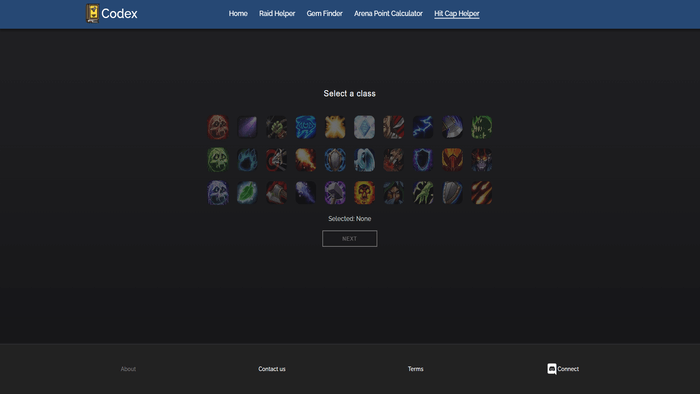 Codex
Home Raid Helper Gem Finder Arena Point Calculator Hit Cap Helper
Select a class
Selected: None
NEXT
About Contact us Terms Connect